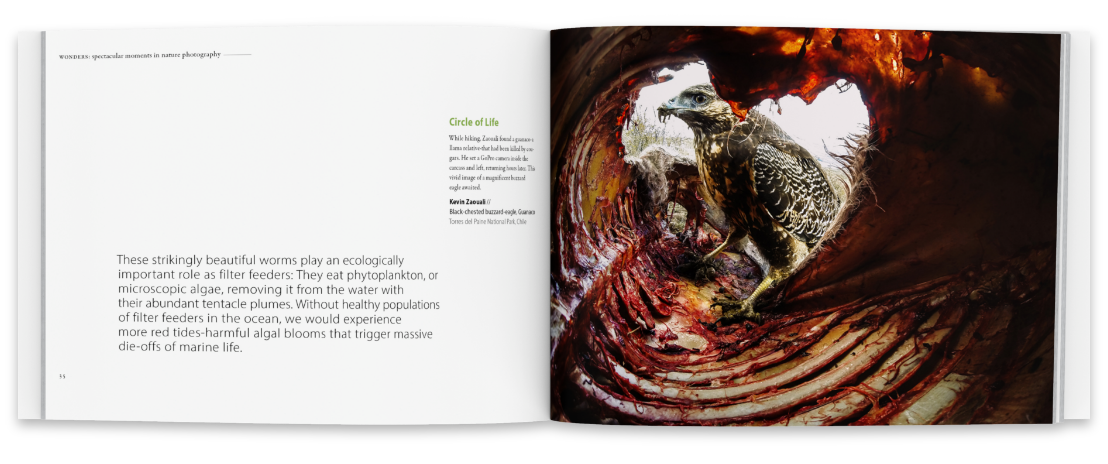 WONDERS: spectacular moments in nature photography
Circle of Life
While hiking, Zaouali found a guanaco a
llama relative-that had been killed by cou-
gars. He set a GoPro camera inside the
carcass and left, returning hours later. The
vivid image of a magnificent buzzard
eagle awaited.
Kevin Zaouali //
Black-chested buzzard-eagle, Guanaco
Torres del Paine National Park, Chile
These strikingly beautiful worms play an ecologically
important role as filter feeders: They eat phytoplankton, or
microscopic algae, removing it from the water with
their abundant tentacle plumes. Without healthy populations
of filter feeders in the ocean, we would experience
more red tides-harmful algal blooms that trigger massive
die-offs of marine life.